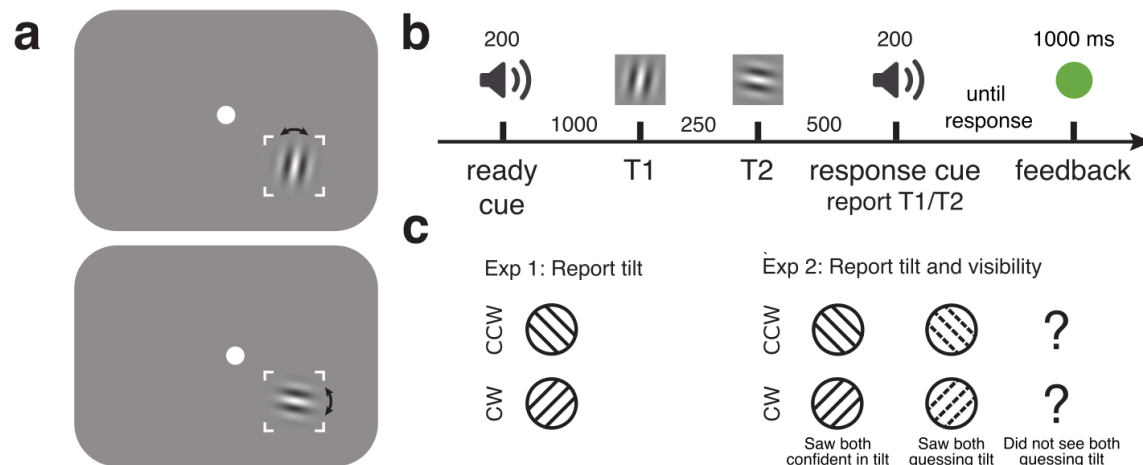 a
b
200
200
1000 ms
until
response
1000
250
500
ready
cue
T1
T2
response cue
report T1/T2
feedback
c
Exp 1: Report tilt
Exp 2: Report tilt and visibility
CCW
CCW
?
CW
CW
?
Saw both
confident in tilt
Saw both
guessing tilt
Did not see both
guessing tilt